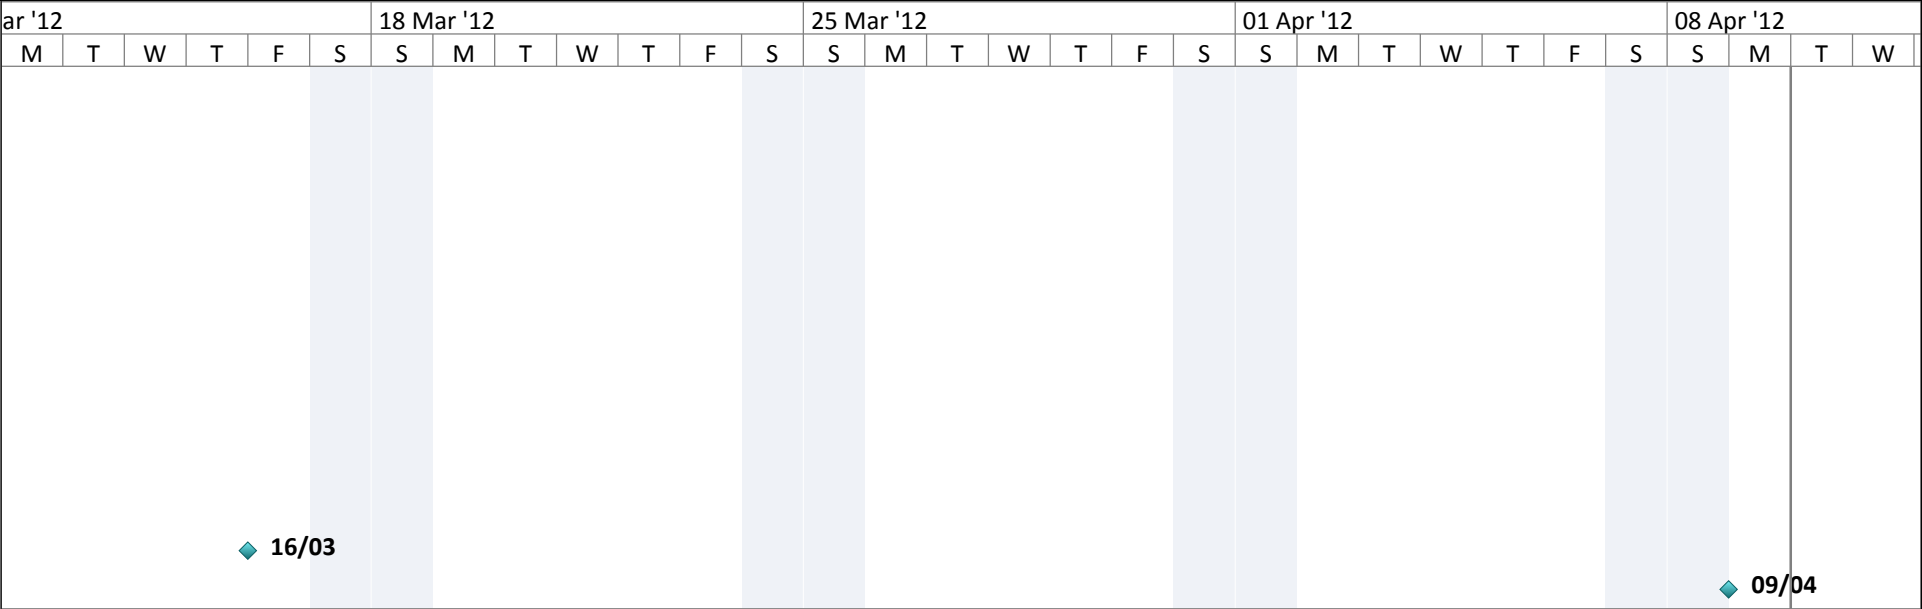 ar '12 18 Mar '12 25 Mar '12 01 Apr '12 08 Apr '12
M T W T F S S M T W T F S S M T W T F S S M T W T F S S M T W
16/03
09/04